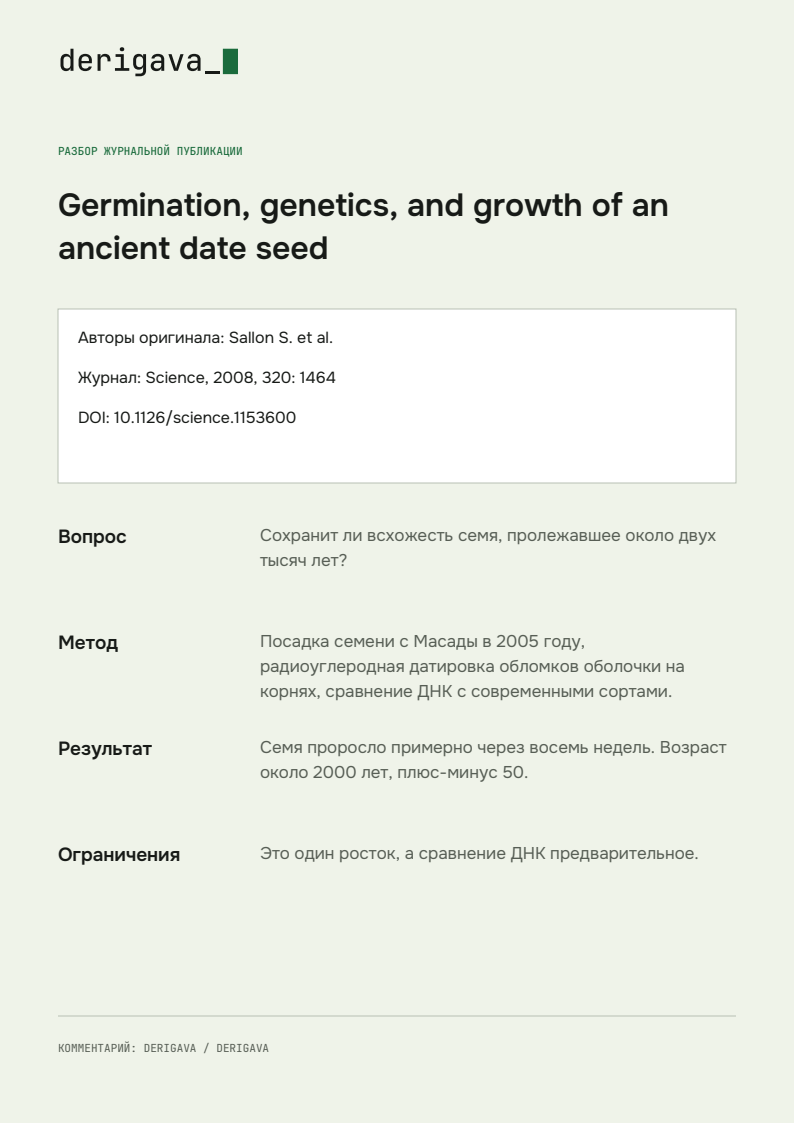 derigava_
РАЗБОР ЖУРНАЛЬНОЙ ПУБЛИКАЦИИ
Germination, genetics, and growth of an
ancient date seed
Авторы оригинала: Sallon S. et al.
Журнал: Science, 2008, 320: 1464
DOI: 10.1126/science.1153600
Вопрос
Сохранит ли всхожесть семя, пролежавшее около двух
тысяч лет?
Метод
Посадка семени с Масады в 2005 году,
радиоуглеродная датировка обломков оболочки на
корнях, сравнение ДНК с современными сортами.
Результат
Семя проросло примерно через восемь недель. Возраст
около 2000 лет, плюс-минус 50.
Ограничения
Это один росток, а сравнение ДНК предварительное.
КОММЕНТАРИЙ: DERIGAVA / DERIGAVA